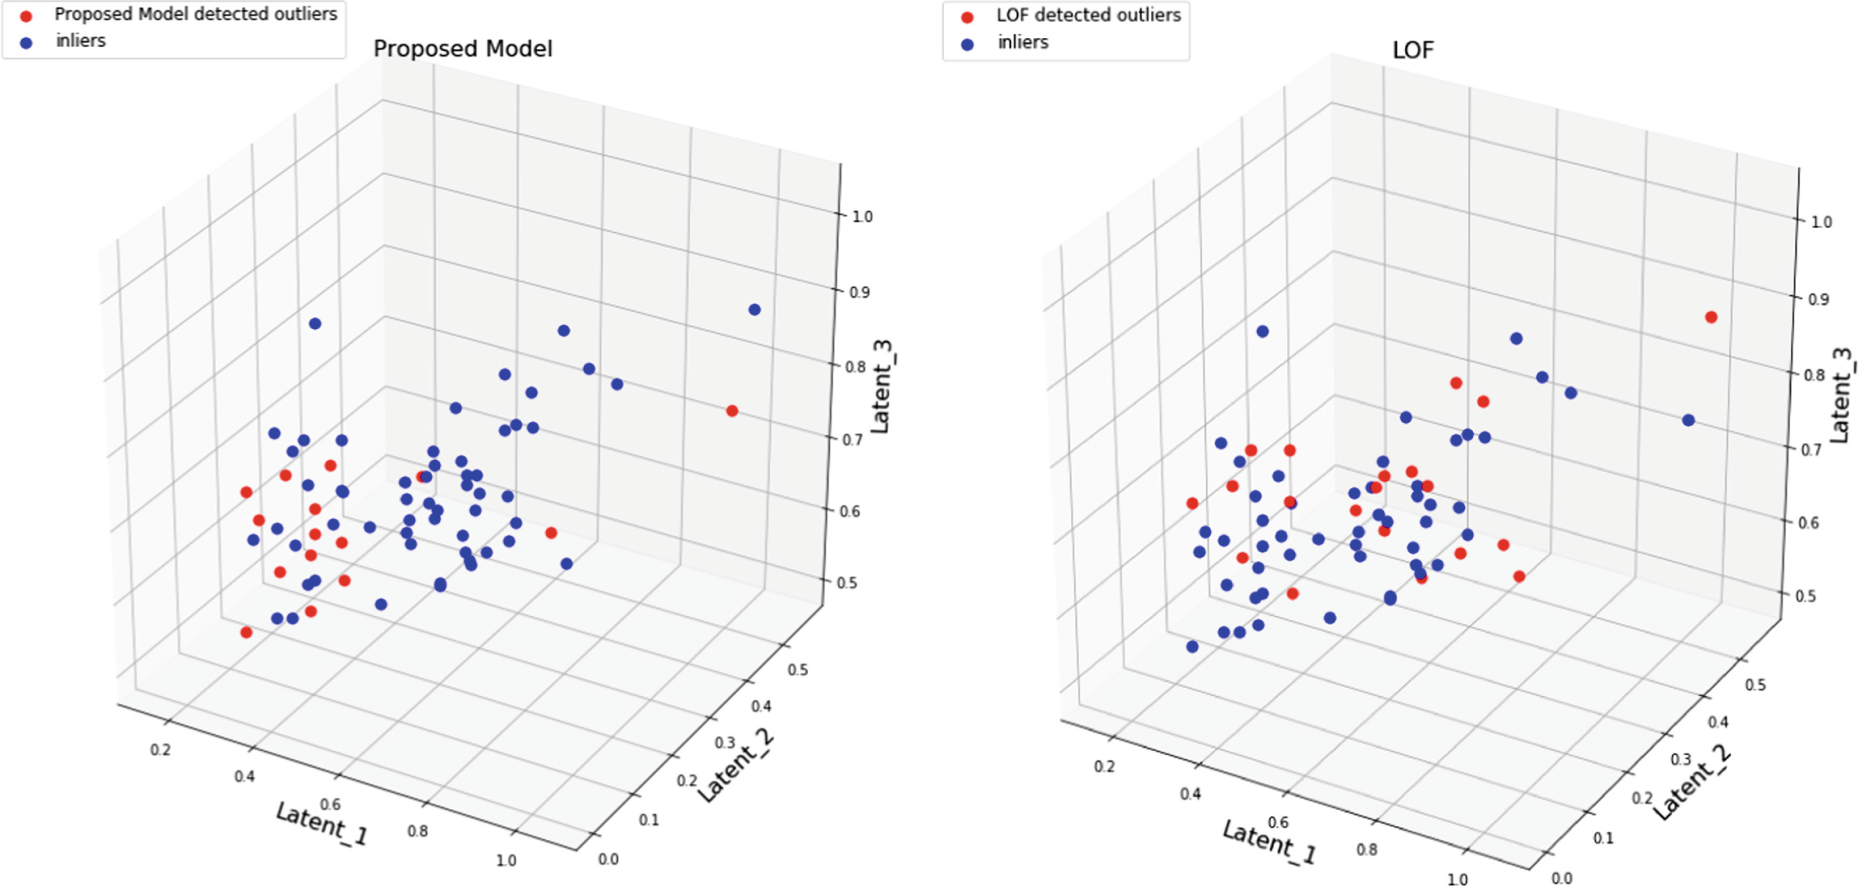 Proposed Model detected outliers
inliers
Proposed Model
1.0
0.9
0.8
0.7
0.6
0.5
Latent_3
0.5
0.4
0.3
0.2
0.1
0.0
Latent_2
0.2
0.4
0.6
0.8
1.0
Latent_1
LOF detected outliers
inliers
LOF
1.0
0.9
0.8
0.7
0.6
0.5
Latent_3
0.5
0.4
0.3
0.2
0.1
0.0
Latent_2
0.2
0.4
0.6
0.8
1.0
Latent_1